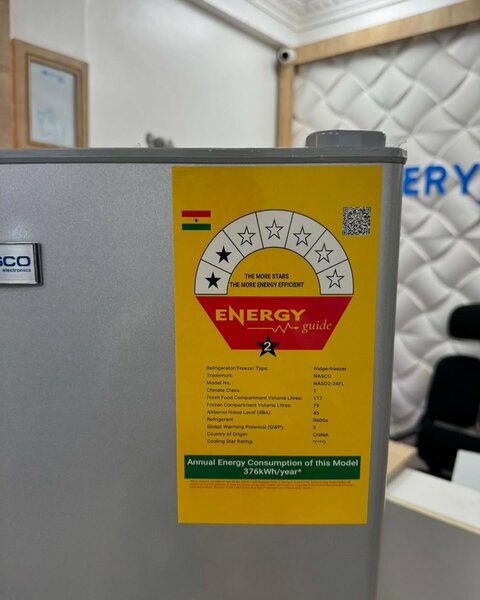 SCO
electronics
ERY
THE MORE STARS
THE MORE ENERGY EFFICIENT
ENERGY
guide
2
Refrigerator/Freezer Type: fridge-freezer
Trademark: NASCO
Model No.: NASD2-24FL
Climate Class: T
Fresh Food Compartment Volume Litres: 117
Frozen Compartment Volume Litres: 79
Airborne Noise Level (dBA): 45
Refrigerant: R600a
Global Warming Potential (GWP): 3
Country of Origin: CHINA
Cooling Star Rating: *(***)
Annual Energy Consumption of this Model
376kWh/year*